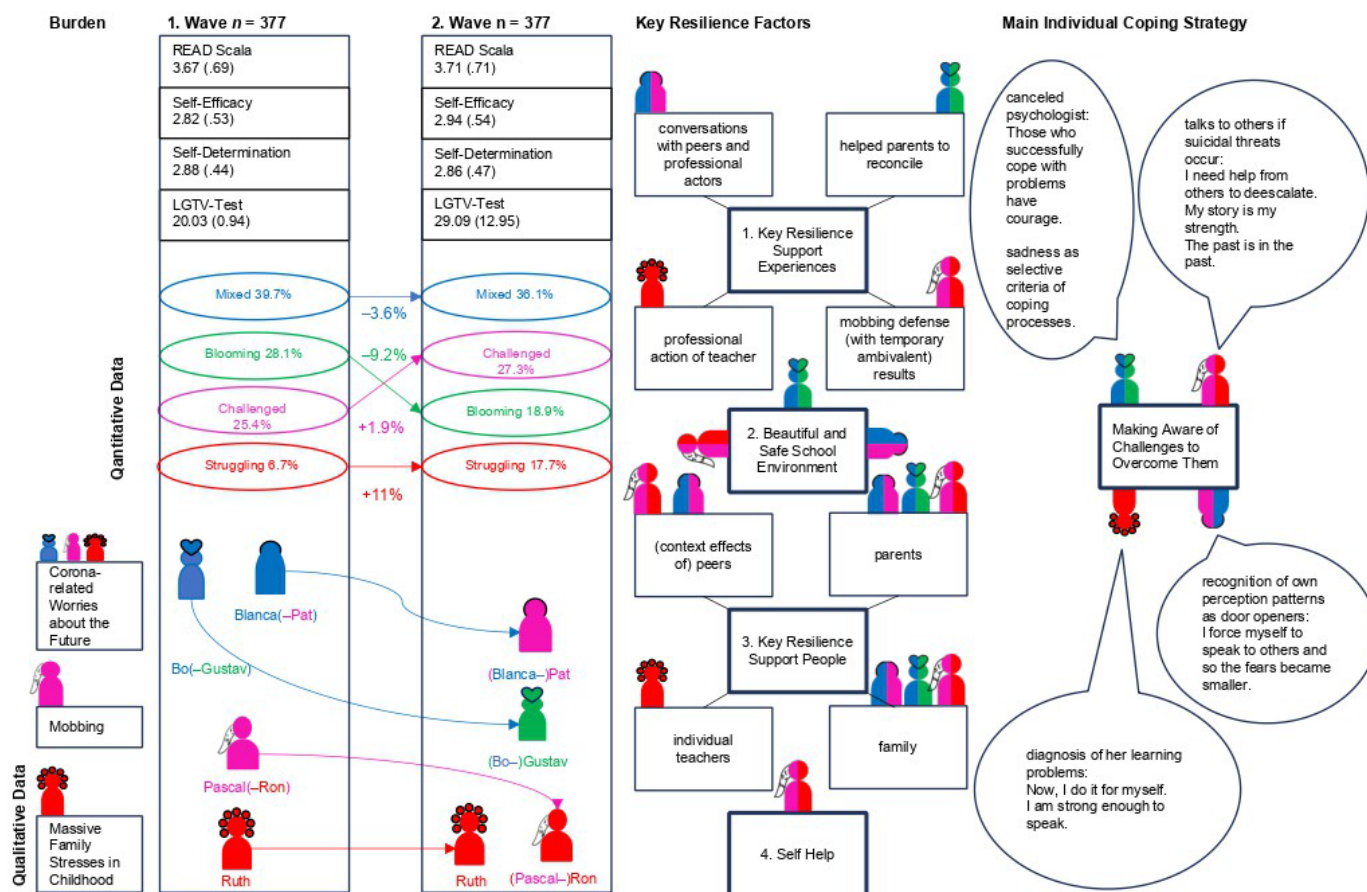 Burden
1. Wave n = 377
2. Wave n = 377
Key Resilience Factors
Main Individual Coping Strategy
READ Scala
3.67 (.69)
Self-Efficacy
2.82 (.53)
Self-Determination
2.88 (.44)
LGTV-Test
20.03 (0.94)
READ Scala
3.71 (.71)
Self-Efficacy
2.94 (.54)
Self-Determination
2.86 (.47)
LGTV-Test
29.09 (12.95)
Qantitative Data
Mixed 39.7%
Blooming 28.1%
Challenged
25.4%
Struggling 6.7%
–3.6%
–9.2%
+1.9%
+11%
Mixed 36.1%
Challenged
27.3%
Blooming 18.9%
Struggling 17.7%
Qualitative Data
Corona-
related
Worries
about the
Future
Mobbing
Massive
Family
Stresses in
Childhood
Blanca(–Pat)
Bo(–Gustav)
Pascal(–Ron)
Ruth
(Blanca–)Pat
(Bo–)Gustav
Ruth
(Pascal–)Ron
conversations
with peers and
professional
actors
helped parents to
reconcile
1. Key Resilience
Support
Experiences
professional
action of teacher
mobbing defense
(with temporary
ambivalent)
results
2. Beautiful and
Safe School
Environment
(context effects
of) peers
parents
3. Key Resilience
Support People
individual
teachers
family
4. Self Help
canceled
psychologist:
Those who
successfully
cope with
problems
have
courage.
sadness as
selective
criteria of
coping
processes.
talks to others if
suicidal threats
occur:
I need help from
others to deescalate.
My story is my
strength.
The past is in the
past.
Making Aware of
Challenges to
Overcome Them
recognition of own
perception patterns
as door openers:
I force myself to
speak to others and
so the fears became
smaller.
diagnosis of her learning
problems:
Now, I do it for myself.
I am strong enough to
speak.